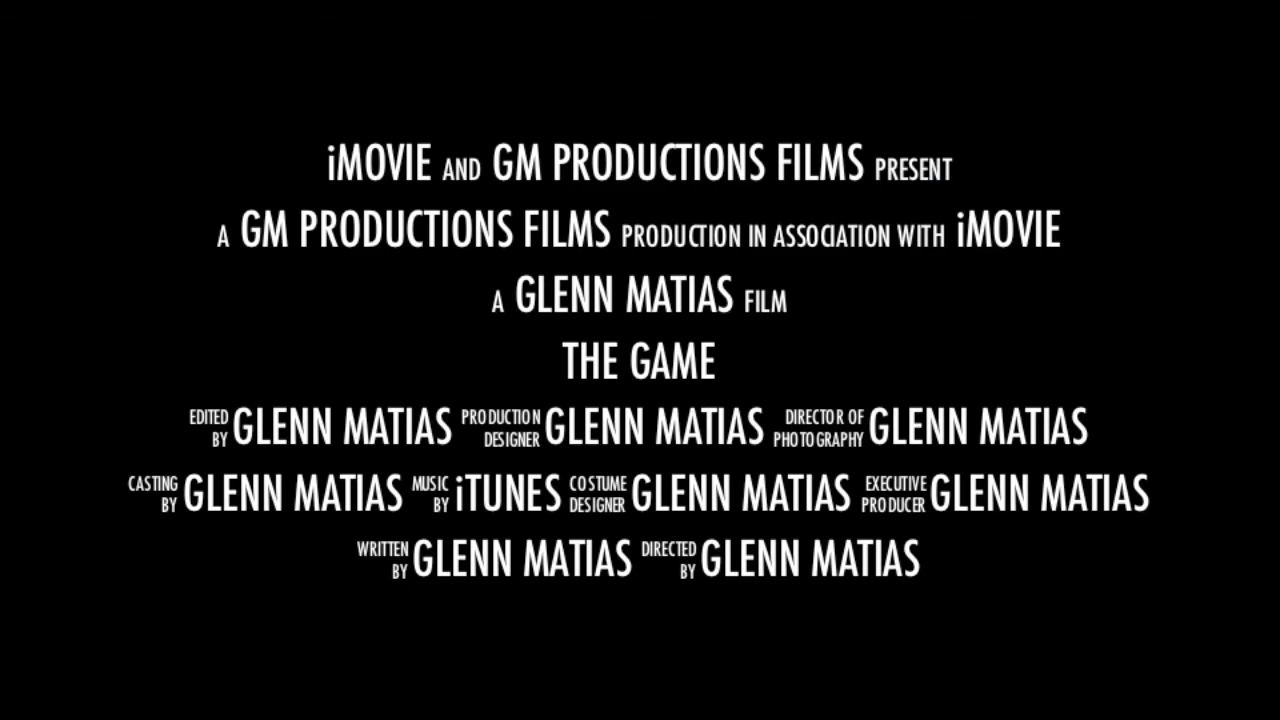 iMOVIE AND GM PRODUCTIONS FILMS PRESENT
A GM PRODUCTIONS FILMS PRODUCTION IN ASSOCIATION WITH iMOVIE
A GLENN MATIAS FILM
THE GAME
EDITED BY GLENN MATIAS PRODUCTION DESIGNER GLENN MATIAS DIRECTOR OF PHOTOGRAPHY GLENN MATIAS
CASTING BY GLENN MATIAS MUSIC BY iTUNES COSTUME DESIGNER GLENN MATIAS EXECUTIVE PRODUCER GLENN MATIAS
WRITTEN BY GLENN MATIAS DIRECTED BY GLENN MATIAS